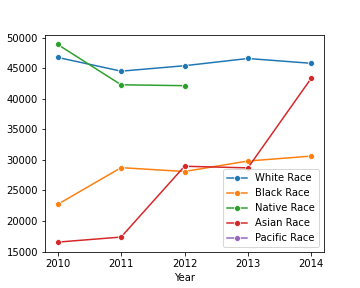 50000
45000
40000
35000
30000
25000
20000
15000
White Race
Black Race
Native Race
Asian Race
Pacific Race
2010 2011 2012 2013 2014
Year